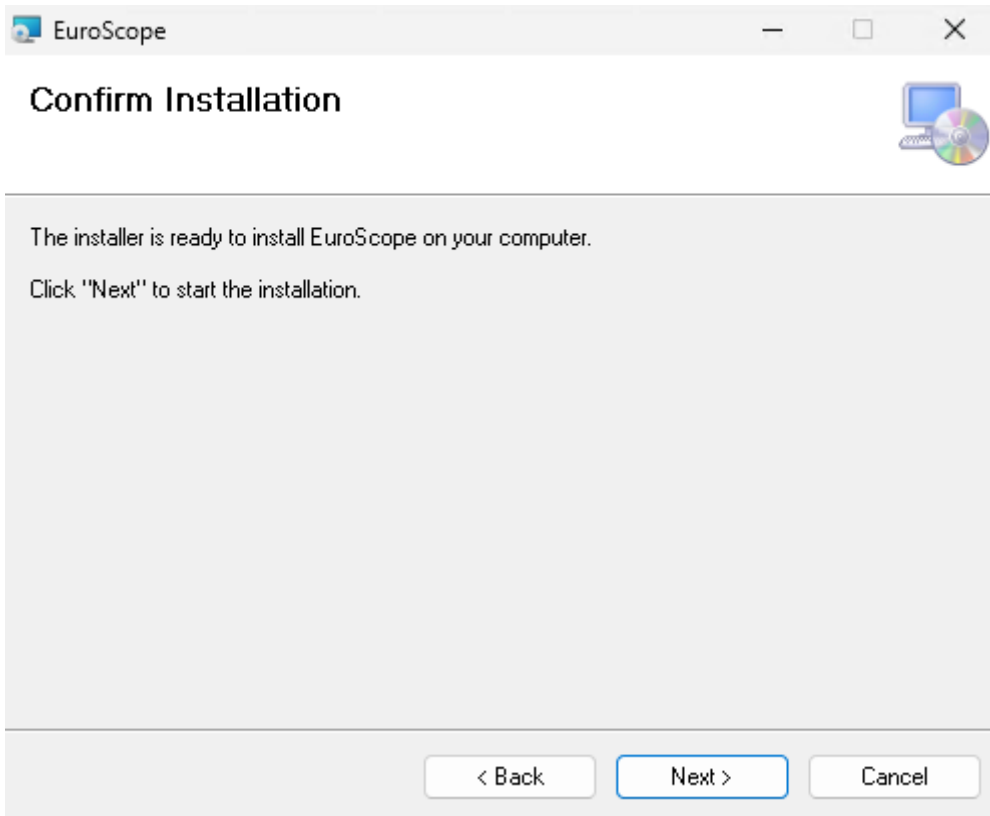 EuroScope
Confirm Installation
The installer is ready to install EuroScope on your computer.
Click "Next" to start the installation.
< Back
Next >
Cancel